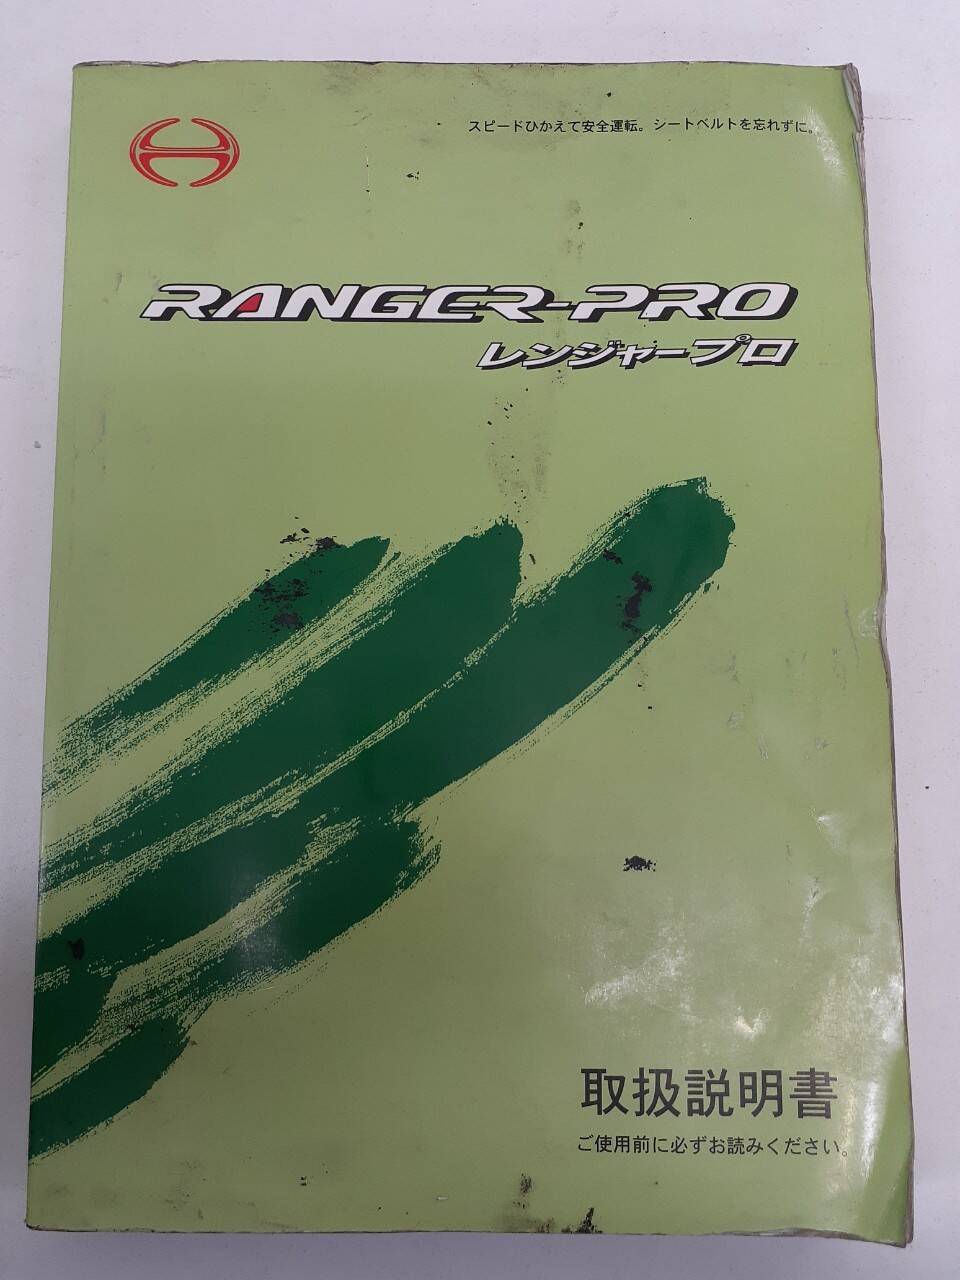 スピードひかえて安全運転。シートベルトを忘れずに。
RANGER-PRO
レンジャープロ
取扱説明書
ご使用前に必ずお読みください。